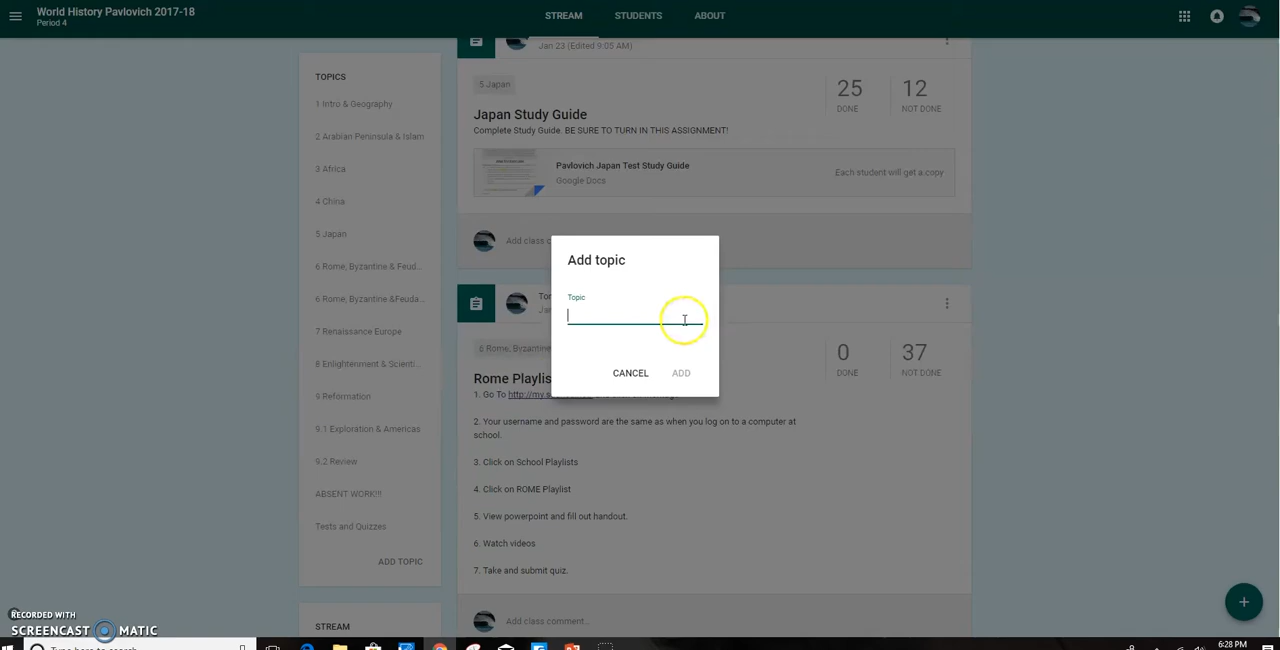 World History Pavlovich 2017-18
Period 4
STREAM
STUDENTS
ABOUT
TOPICS
1 Intro & Geography
2 Arabian Peninsula & Islam
3 Africa
4 China
5 Japan
6 Rome, Byzantine & Feud...
6 Rome, Byzantine &Feuda...
7 Renaissance Europe
8 Enlightenment & Scienti...
9 Reformation
9.1 Exploration & Americas
9.2 Review
ABSENT WORK!!!
Tests and Quizzes
ADD TOPIC
STREAM
Jan 23 (Edited 9:05 AM)
5 Japan
25
DONE
12
NOT DONE
Japan Study Guide
Complete Study Guide. BE SURE TO TURN IN THIS ASSIGNMENT!
Pavlovich Japan Test Study Guide
Google Docs
Each student will get a copy
Add class
Add topic
Topic
CANCEL
ADD
6 Rome, Byzantine
0
DONE
37
NOT DONE
Rome Playlis
1. Go To http://my.
2. Your username and password are the same as when you log on to a computer at
school.
3. Click on School Playlists
4. Click on ROME Playlist
5. View powerpoint and fill out handout.
6. Watch videos
7. Take and submit quiz.
Add class comment...
RECORDED WITH
SCREENCAST MATIC
6:28 PM